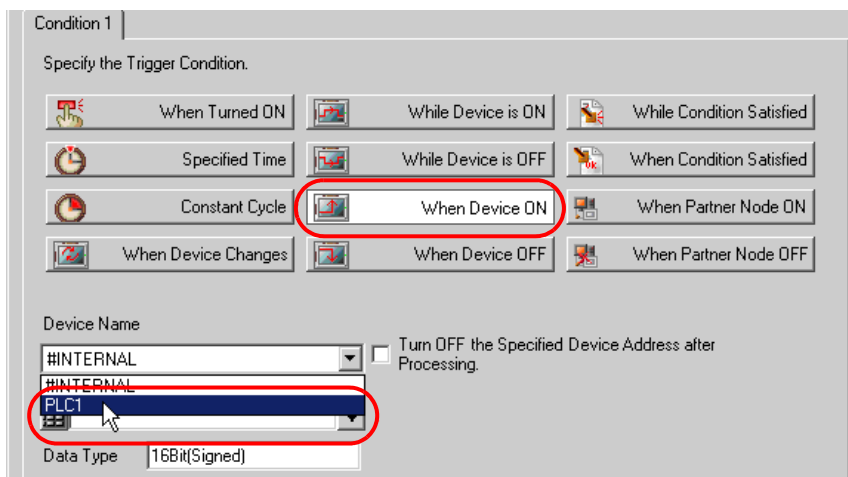 Condition 1
Specify the Trigger Condition.
When Turned ON While Device is ON While Condition Satisfied
Specified Time While Device is OFF When Condition Satisfied
Constant Cycle When Device ON When Partner Node ON
When Device Changes When Device OFF When Partner Node OFF
Device Name
#INTERNAL
Turn OFF the Specified Device Address after
Processing.
#INTERNAL
PLC1
Data Type 16Bit(Signed)